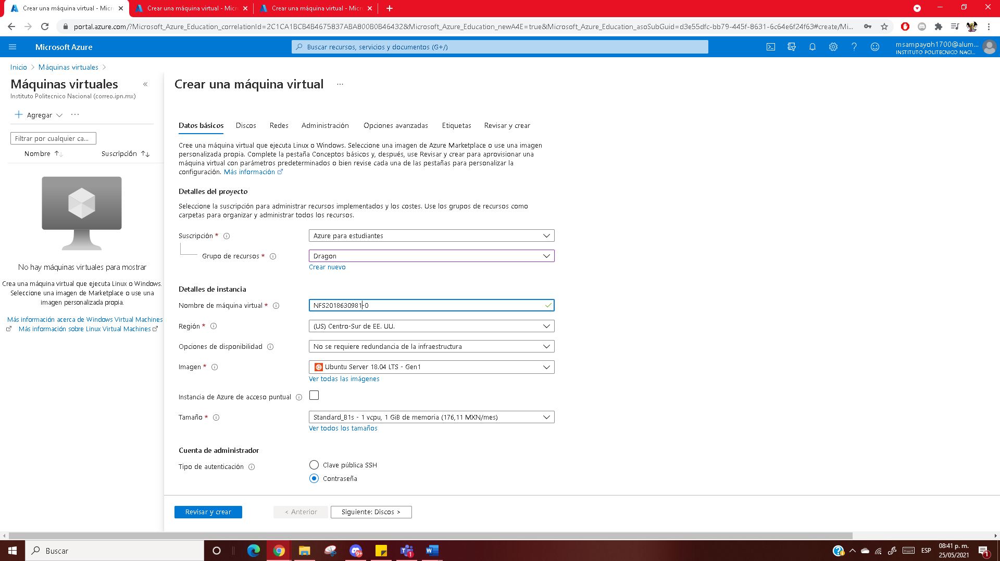 Crear una máquina virtual - Micr
Crear una máquina virtual - Micr
Crear una máquina virtual - Micr
portal.azure.com/?Microsoft_Azure_Education_correlationId=2C1CA1BCB4B4675837ABA800B0B46432&Microsoft_Azure_Education_newA4E=true&Microsoft_Azure_Education_asoSubGuid=d3e55dfc-bb79-445f-8631-6c64e6f24f63#create/Mi...
Microsoft Azure
Buscar recursos, servicios y documentos (G+/)
msampayoh1700@alum...
INSTITUTO POLITECNICO NACI...
Inicio
Máquinas virtuales
Máquinas virtuales
Instituto Politecnico Nacional (correo.ipn.mx)
Agregar
Filtrar por cualquier ca...
Nombre
Suscripción
No hay máquinas virtuales para mostrar
Crea una máquina virtual que ejecuta Linux o Windows.
Seleccione una imagen de Marketplace o use una
imagen personalizada propia.
Más información acerca de Windows Virtual Machines
Más información sobre Linux Virtual Machines
Crear una máquina virtual
...
Datos básicos
Discos
Redes
Administración
Opciones avanzadas
Etiquetas
Revisar y crear
Cree una máquina virtual que ejecuta Linux o Windows. Seleccione una imagen de Azure Marketplace o use una imagen
personalizada propia. Complete la pestaña Conceptos básicos y, después, use Revisar y crear para aprovisionar una
máquina virtual con parámetros predeterminados o bien revise cada una de las pestañas para personalizar la
configuración. Más información
Detalles del proyecto
Seleccione la suscripción para administrar recursos implementados y los costes. Use los grupos de recursos como
carpetas para organizar y administrar todos los recursos.
Suscripción *
Azure para estudiantes
Grupo de recursos *
Dragon
Crear nuevo
Detalles de instancia
Nombre de máquina virtual *
NFS2018630981-0
Región *
(US) Centro-Sur de EE. UU.
Opciones de disponibilidad
No se requiere redundancia de la infraestructura
Imagen *
Ubuntu Server 18.04 LTS - Gen1
Ver todas las imágenes
Instancia de Azure de acceso puntual
Tamaño *
Standard_B1s - 1 vcpu, 1 GiB de memoria (176,11 MXN/mes)
Ver todos los tamaños
Cuenta de administrador
Tipo de autenticación
Clave pública SSH
Contraseña
Revisar y crear
< Anterior
Siguiente: Discos >
Buscar
9+
1
ESP
08:41 p. m.
25/05/2021
1